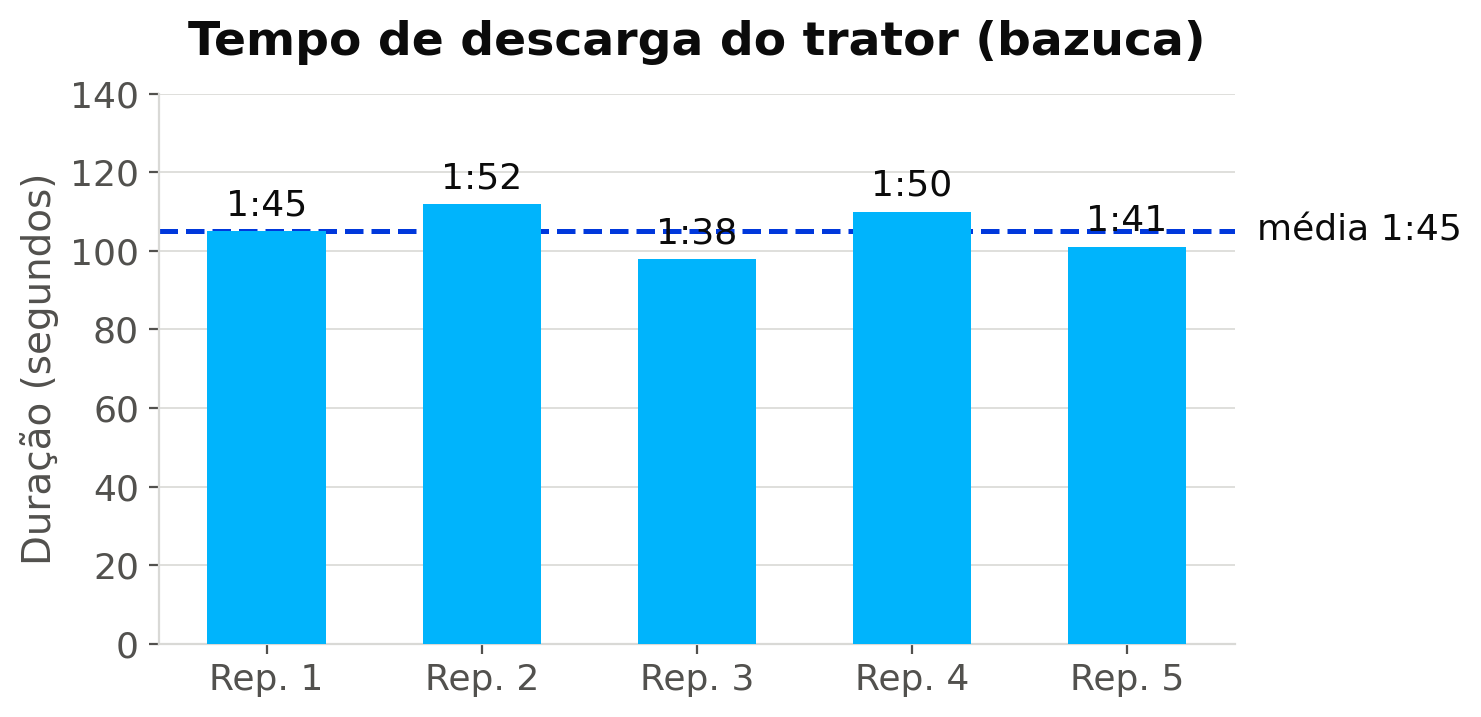 Tempo de descarga do trator (bazuca)
Duração (segundos)
140
120
100
80
60
40
20
0
1:45
1:52
1:38
1:50
1:41
média 1:45
Rep. 1
Rep. 2
Rep. 3
Rep. 4
Rep. 5